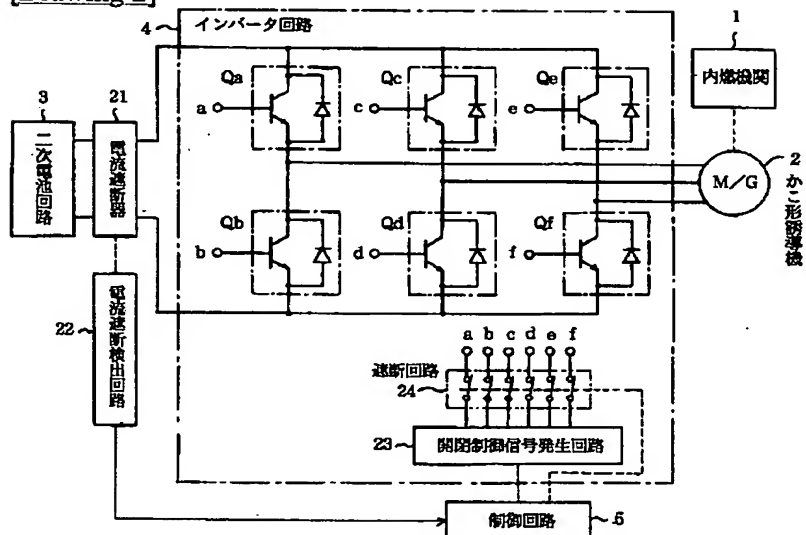 4
インバータ回路
1
内燃機関
3
21
二次電池回路
電流遮断器
Qa
Qc
Qe
a
c
e
2
M/G
かご形誘導機
Qb
Qd
Qf
b
d
f
22
電流遮断検出回路
a b c d e f
遮断回路
24
23
開閉制御信号発生回路
制御回路
5